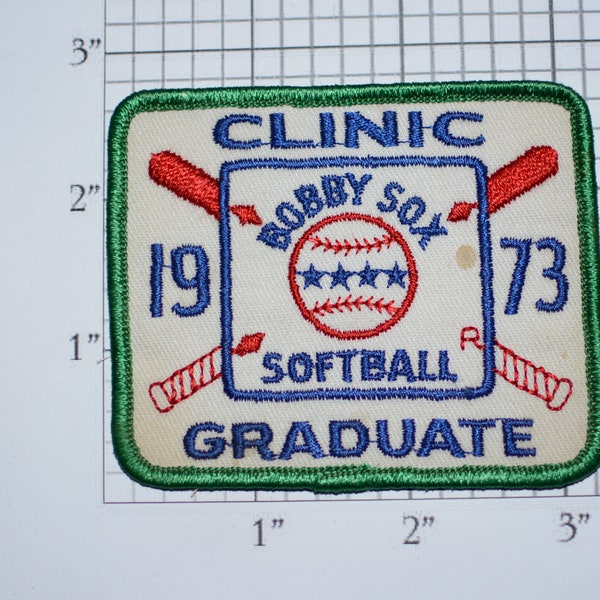 3”
2”
1”
CLINIC
BOBBY SOX
19 73
R
SOFTBALL
GRADUATE
1” 2” 3”